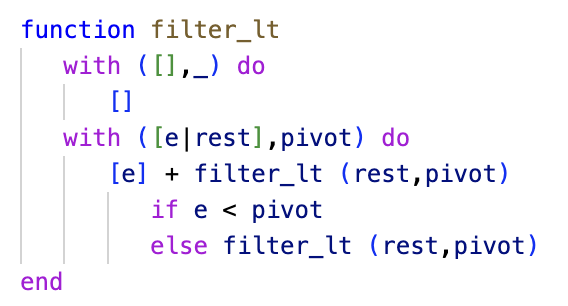 function filter_lt
with ([],_) do
[]
with ([e|rest],pivot) do
[e] + filter_lt (rest,pivot)
if e < pivot
else filter_lt (rest,pivot)
end